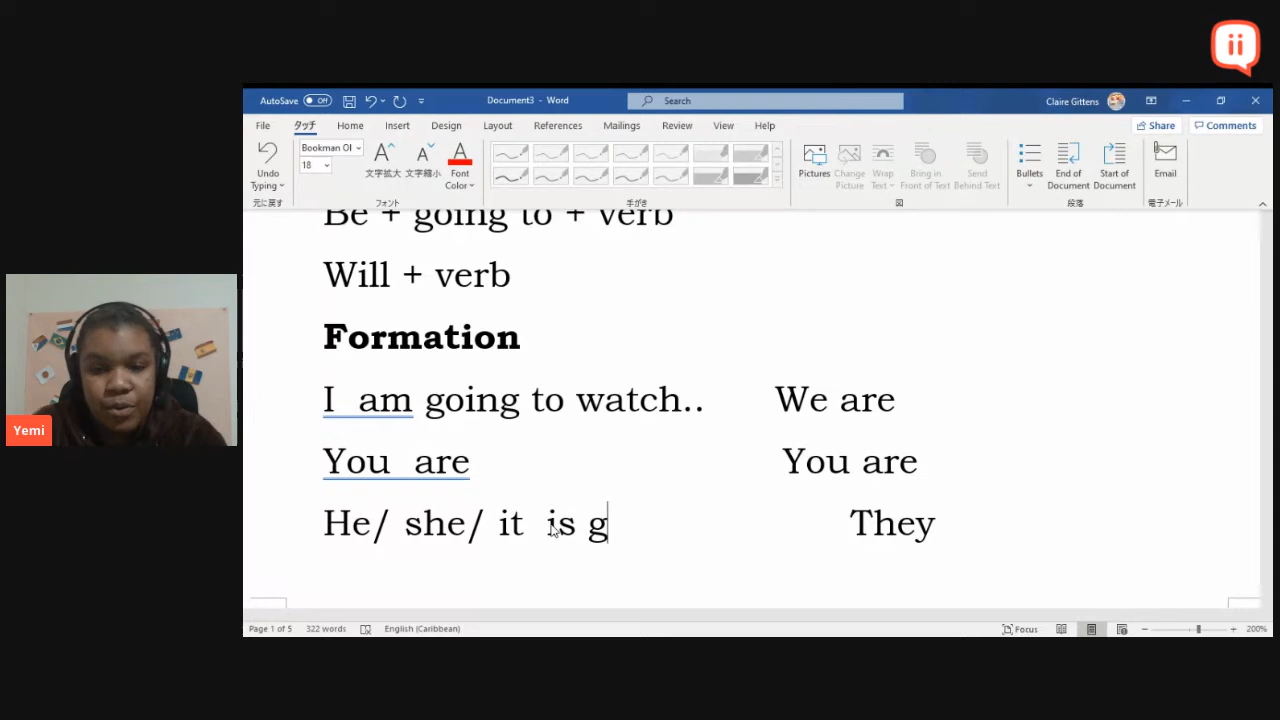 ii
AutoSave Off Document3 - Word Search Claire Gittens
File タッチ Home Insert Design Layout References Mailings Review View Help Share Comments
Bookman Ol
18
Undo Typing
文字拡大
文字縮小
Font Color
Pictures
Change Picture
Wrap Text
Bring in Front of Text
Send Behind Text
Bullets
End of Document
Start of Document
Email
元に戻す フォント 手がき 図 段落 電子メール
Be + going to + verb
Will + verb
Formation
I am going to watch.. We are
You are You are
He/ she/ it is g They
Yemi
Page 1 of 5 322 words English (Caribbean) Focus 200%